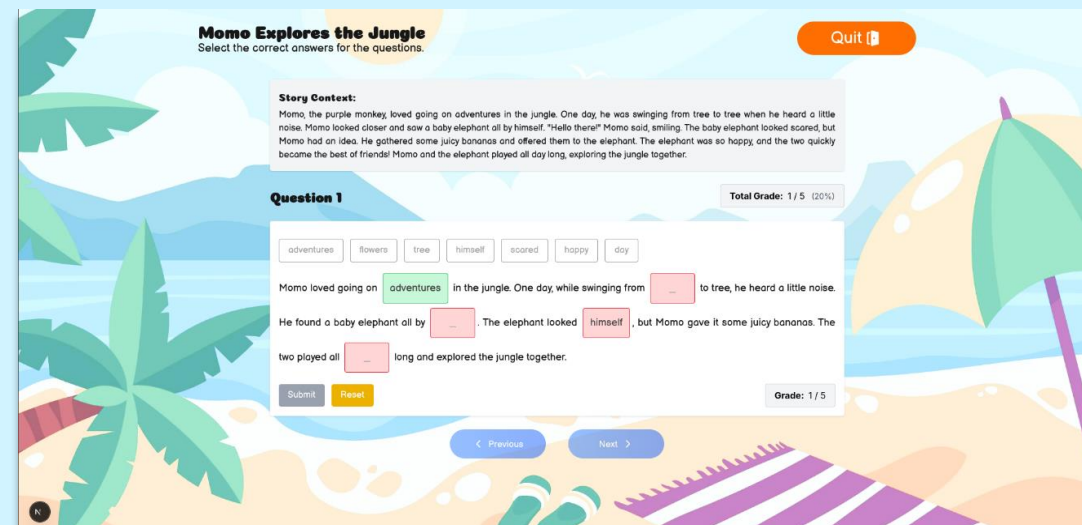 Momo Explores the Jungle
Select the correct answers for the questions.
Quit
Story Context:
Momo, the purple monkey, loved going on adventures in the jungle. One day, he was swinging from tree to tree when he heard a little
noise. Momo looked closer and saw a baby elephant all by himself. "Hello there!" Momo said, smiling. The baby elephant looked scared, but
Momo had an idea. He gathered some juicy bananas and offered them to the elephant. The elephant was so happy, and the two quickly
became the best of friends! Momo and the elephant played all day long, exploring the jungle together.
Question 1
Total Grade: 1 / 5 (20%)
adventures flowers tree himself scared happy day
Momo loved going on adventures in the jungle. One day, while swinging from ... to tree, he heard a little noise.
He found a baby elephant all by ... . The elephant looked himself , but Momo gave it some juicy bananas. The
two played all ... long and explored the jungle together.
Submit Reset
Grade: 1 / 5
< Previous Next >
N